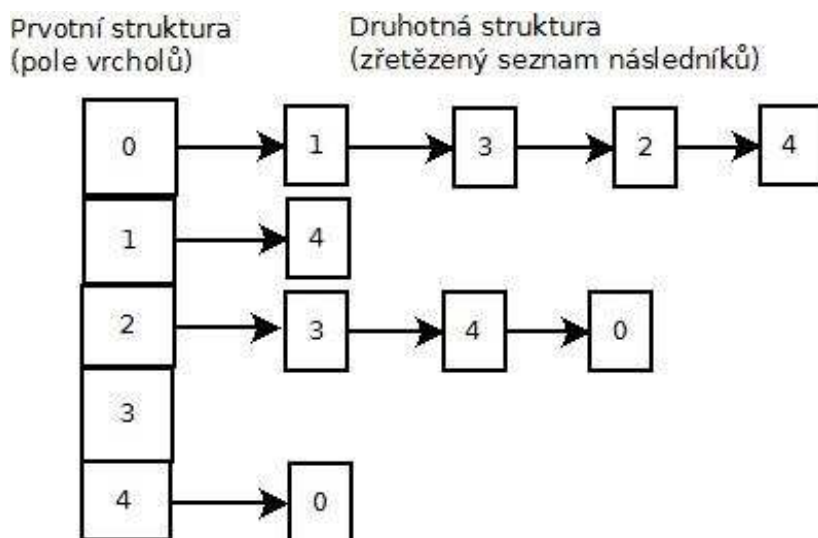 Prvotní struktura
(pole vrcholů)
Druhotná struktura
(zřetězený seznam následníků)
0 1 3 2 4
1 4
2 3 4 0
3
4 0